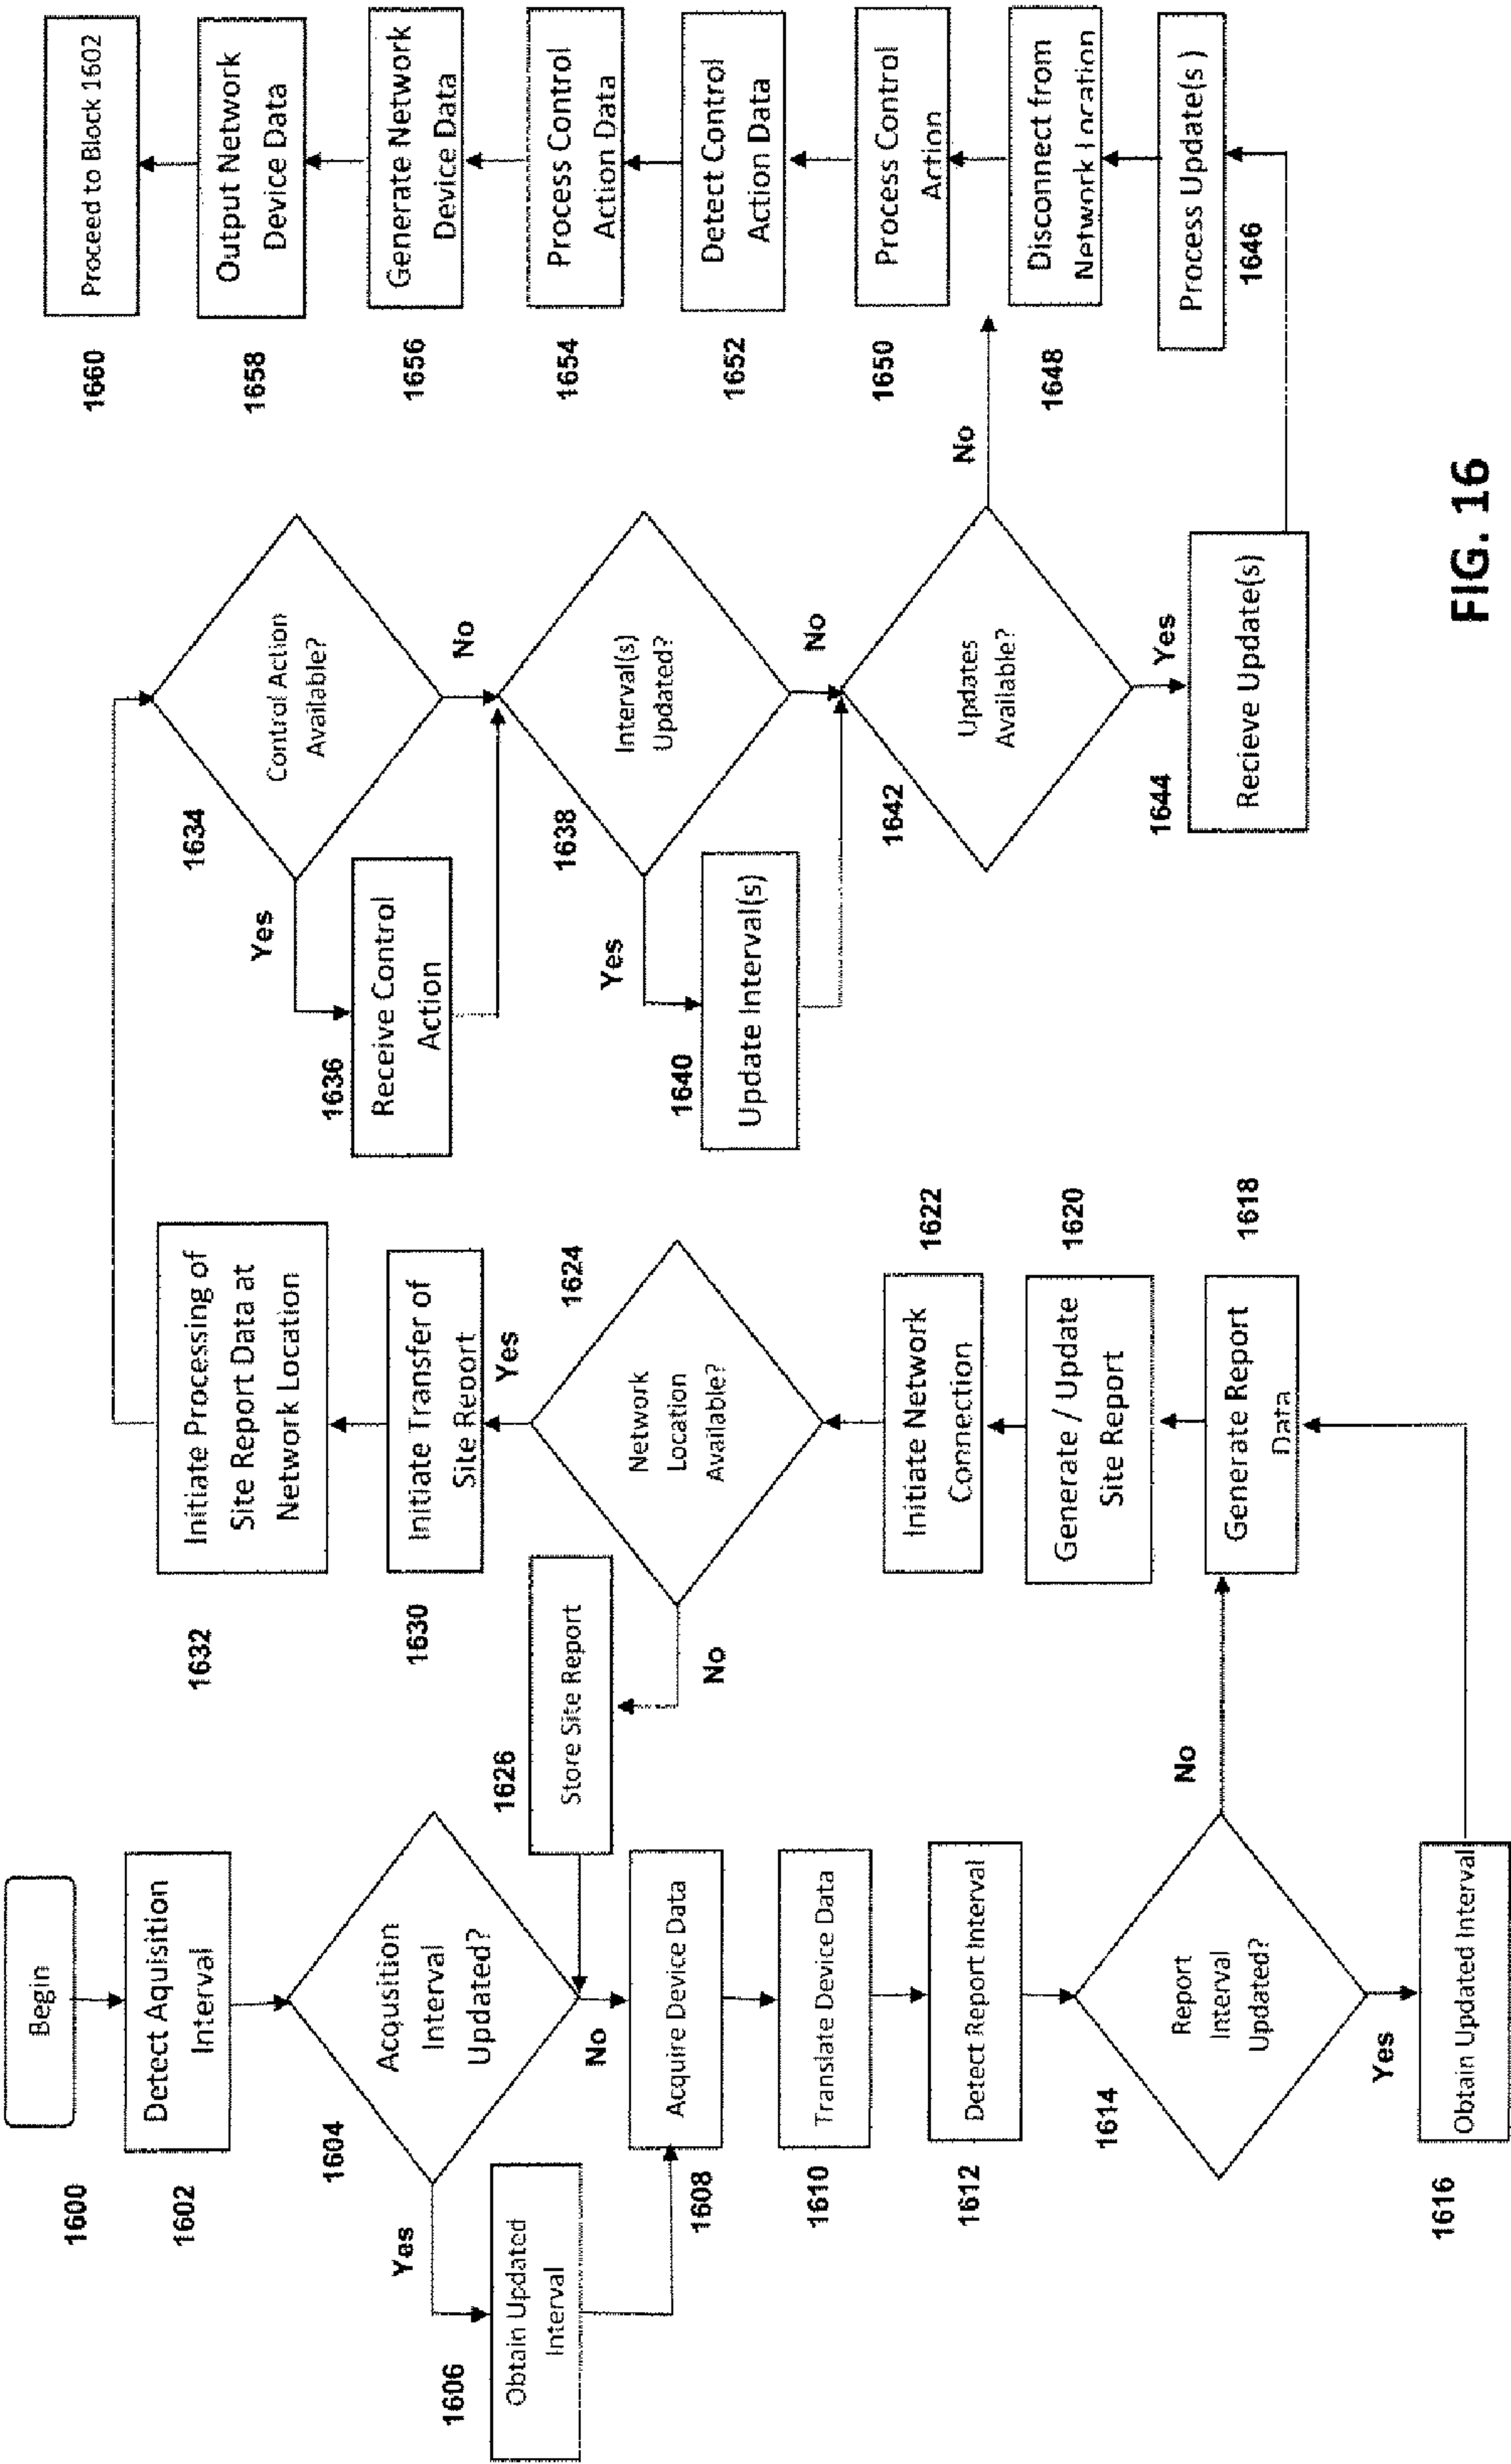 Begin
1600
Detect Aquisition
Interval
1602
Acquisition
Interval
Updated?
1604
Yes
No
Obtain Updated
Interval
1606
Acquire Device Data
1608
Translate Device Data
1610
Detect Report Interval
1612
Report
Interval
Updated?
1614
No
Yes
Obtain Updated Interval
1616
Generate Report
Data
1618
Generate / Update
Site Report
1620
Initiate Network
Connection
1622
Network
Location
Available?
1624
No
Store Site Report
1626
Yes
Initiate Transfer of
Site Report
1630
Initiate Processing of
Site Report Data at
Network Location
1632
Control Action
Available?
1634
Yes
Receive Control
Action
1636
No
Interval(s)
Updated?
1638
Yes
Update Interval(s)
1640
No
Updates
Available?
1642
No
Yes
Recieve Update(s)
1644
Process Update(s )
1646
Disconnect from
Network Location
1648
Process Control
Action
1650
Detect Control
Action Data
1652
Process Control
Action Data
1654
Generate Network
Device Data
1656
Output Network
Device Data
1658
Proceed to Block 1602
1660
FIG. 16